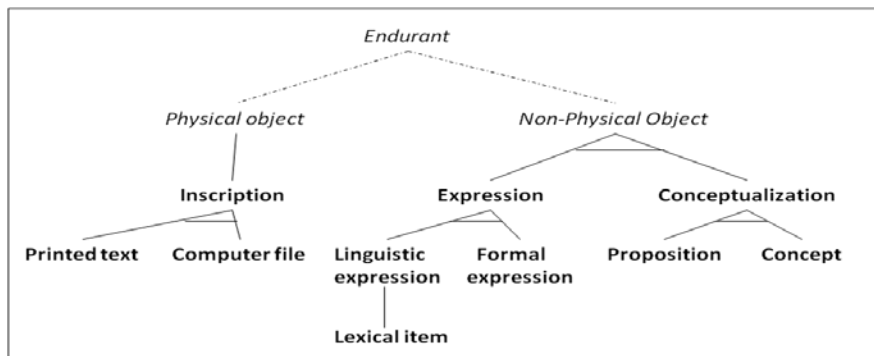 Endurant
Physical object
Non-Physical Object
Inscription
Expression
Conceptualization
Printed text
Computer file
Linguistic expression
Formal expression
Proposition
Concept
Lexical item